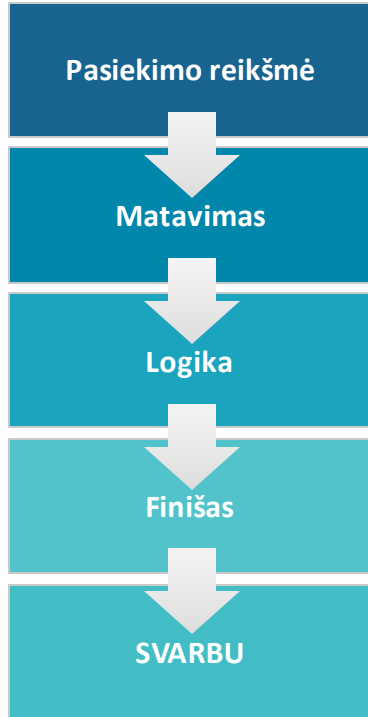 Pasiekimo reikšmė
Matavimas
Logika
Finišas
SVARBU